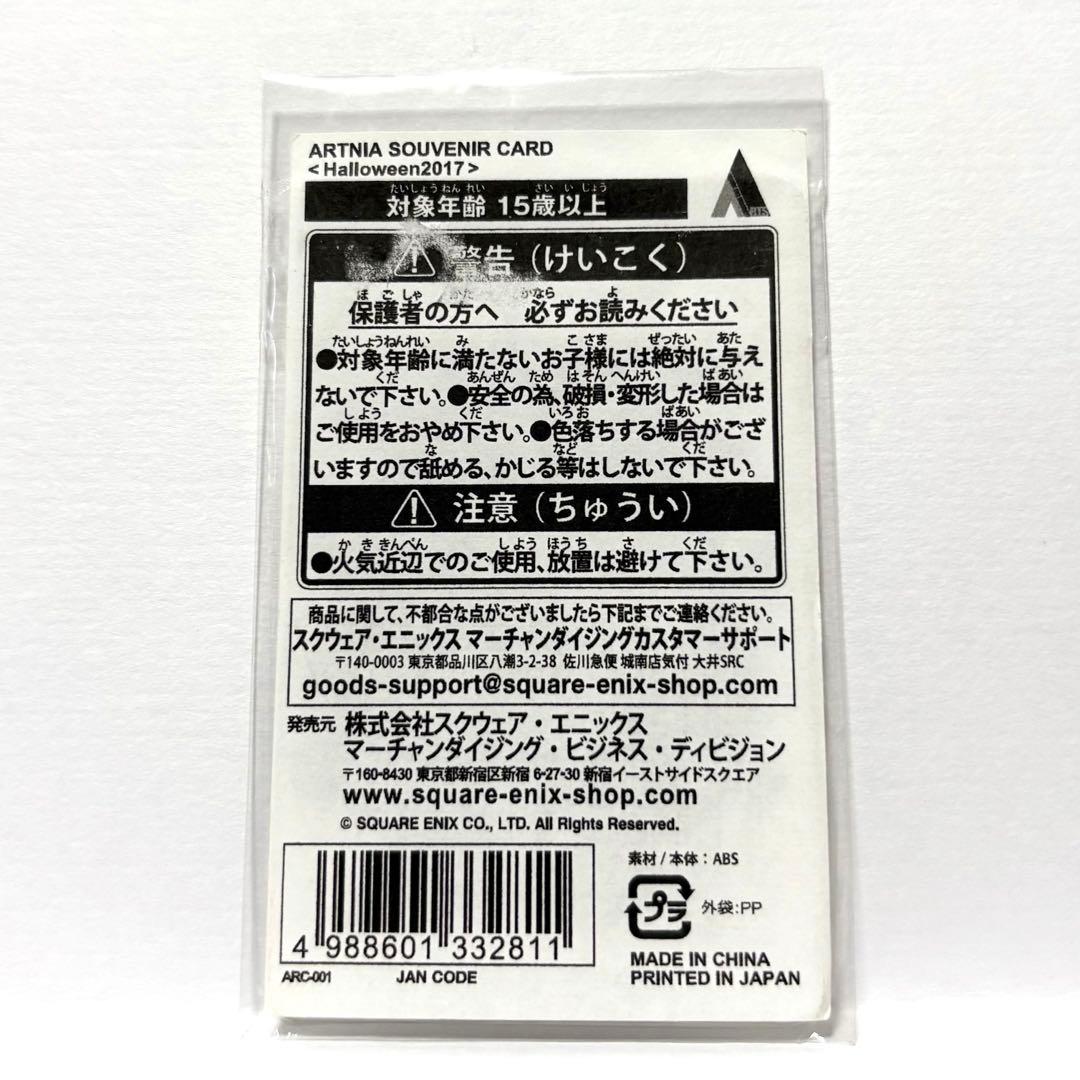 ARTNIA SOUVENIR CARD
<Halloween2017>
たいしょうねんれい さいいじょう
対象年齢 15歳以上
警告（けいこく）
ほごしゃ かた かなら よ
保護者の方へ 必ずお読みください
たいしょうねんれい み こさま ぜったい あた
●対象年齢に満たないお子様には絶対に与え
くだ あんぜん ため はそん へんけい ばあい
ないで下さい。●安全の為、破損・変形した場合は
しよう くだ いろお ばあい
ご使用をおやめ下さい。●色落ちする場合がござ
な など くだ
いますので舐める、かじる等はしないで下さい。
注意（ちゅうい）
かききんぺん しよう ほうち さ くだ
●火気近辺でのご使用、放置は避けて下さい。
商品に関して、不都合な点がございましたら下記までご連絡ください。
スクウェア・エニックス マーチャンダイジングカスタマーサポート
〒140-0003 東京都品川区八潮3-2-38 佐川急便 城南店気付 大井SRC
goods-support@square-enix-shop.com
発売元 株式会社スクウェア・エニックス
マーチャンダイジング・ビジネス・ディビジョン
〒160-8430 東京都新宿区新宿 6-27-30 新宿イーストサイドスクエア
www.square-enix-shop.com
© SQUARE ENIX CO., LTD. All Rights Reserved.
素材/本体：ABS
プラ 外袋:PP
4 988601 332811
ARC-001 JAN CODE
MADE IN CHINA
PRINTED IN JAPAN